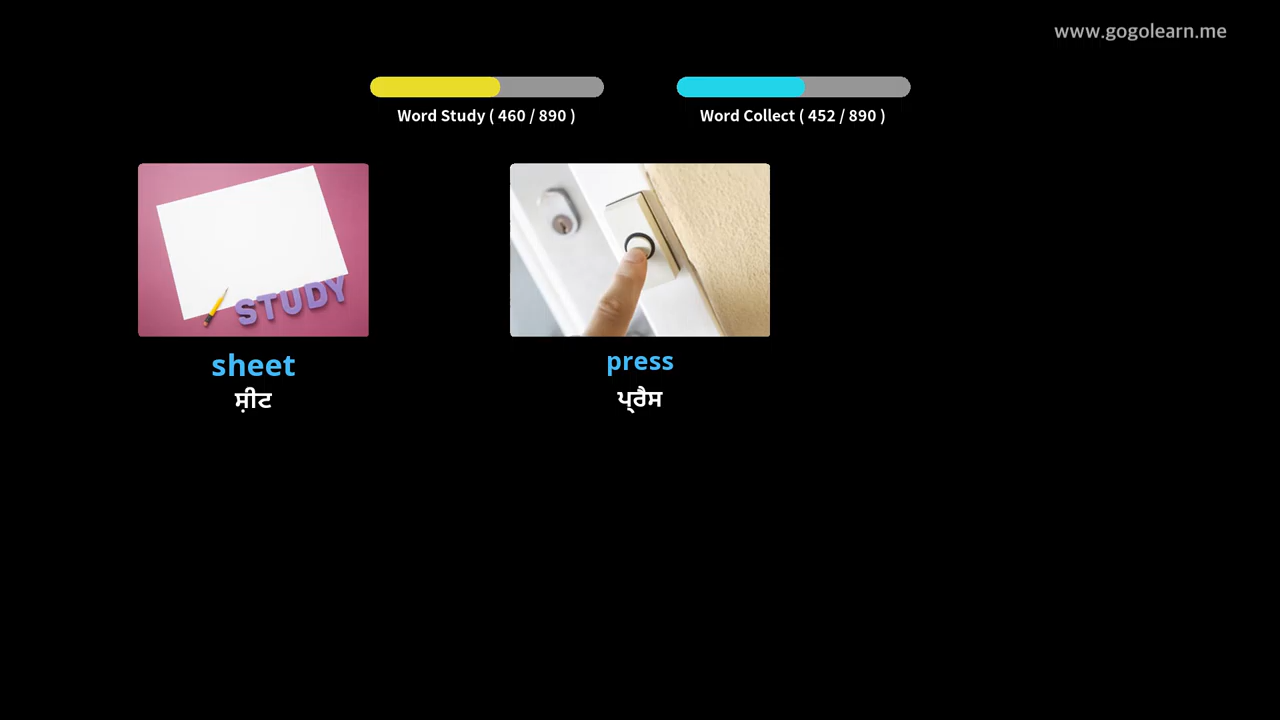 www.gogolearn.me
Word Study ( 460 / 890 )
Word Collect ( 452 / 890 )
STUDY
sheet
ਸ਼ੀਟ
press
ਪ੍ਰੈਸ